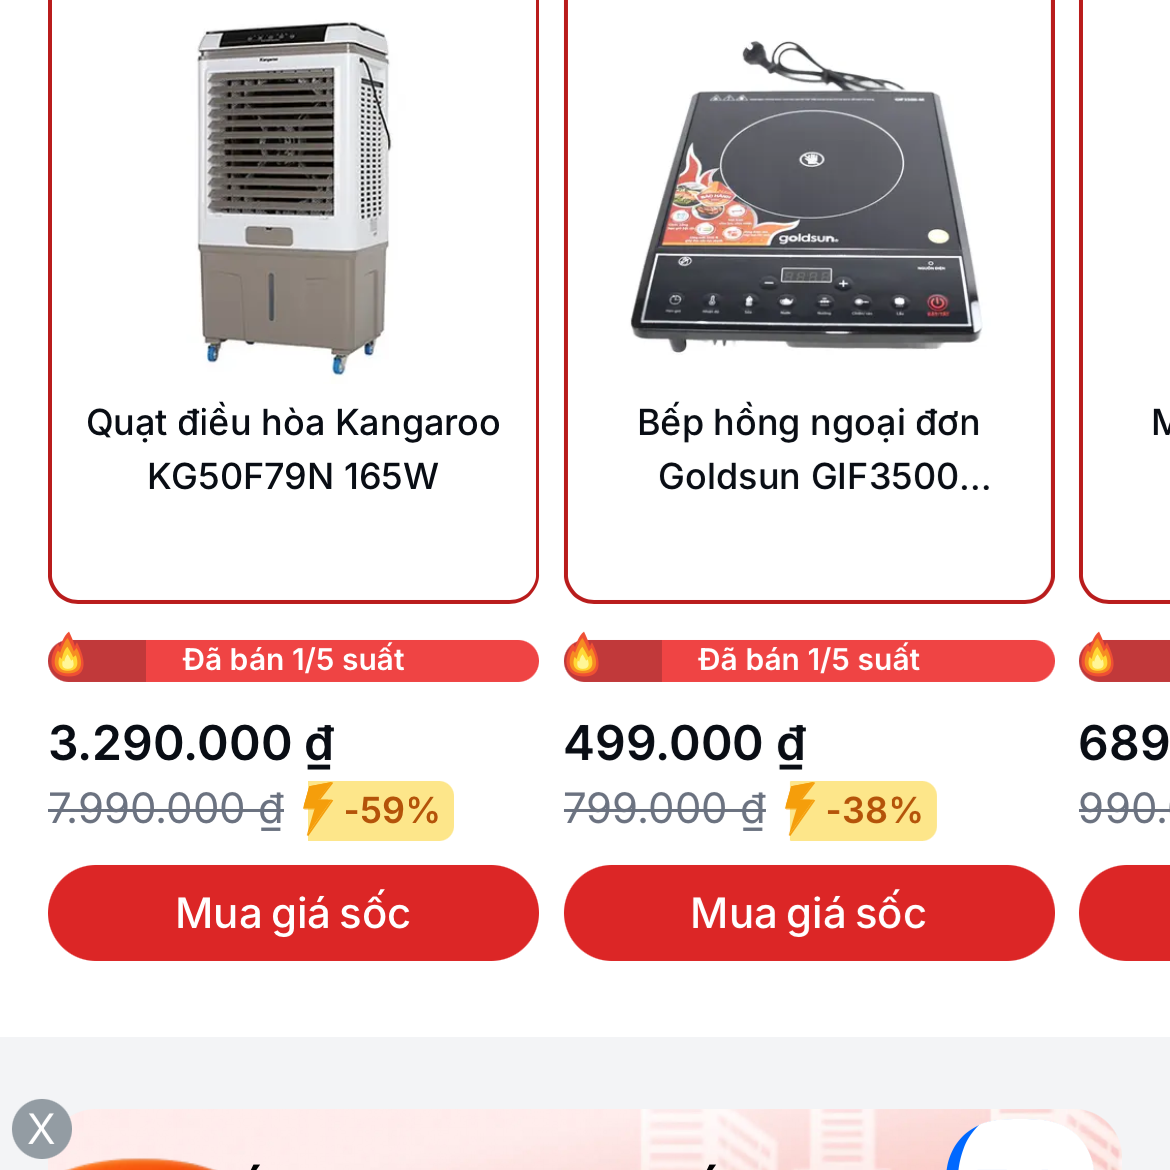 Kangaroo
goldsun
Quạt điều hòa Kangaroo
KG50F79N 165W
Bếp hồng ngoại đơn
Goldsun GIF3500...
M
Đã bán 1/5 suất
Đã bán 1/5 suất
3.290.000 ₫
499.000 ₫
689
7.990.000 ₫ -59%
799.000 ₫ -38%
990.
Mua giá sốc
Mua giá sốc
X